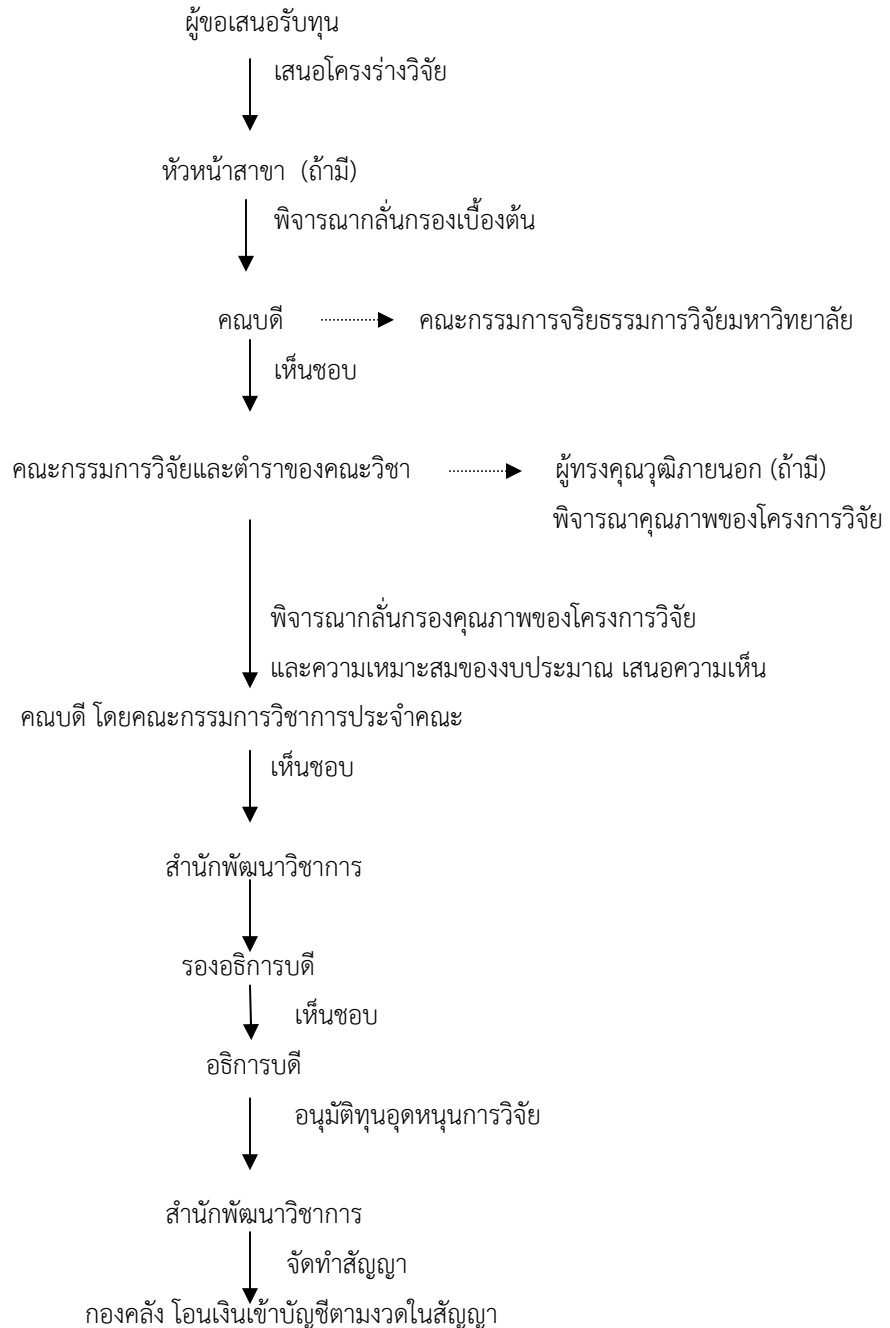 ผู้ขอเสนอรับทุน
เสนอโครงร่างวิจัย
หัวหน้าสาขา (ถ้ามี)
พิจารณากลั่นกรองเบื้องต้น
คณบดี คณะกรรมการจริยธรรมการวิจัยมหาวิทยาลัย
เห็นชอบ
คณะกรรมการวิจัยและตำราของคณะวิชา ผู้ทรงคุณวุฒิภายนอก (ถ้ามี)
พิจารณาคุณภาพของโครงการวิจัย
พิจารณากลั่นกรองคุณภาพของโครงการวิจัย
และความเหมาะสมของงบประมาณ เสนอความเห็น
คณบดี โดยคณะกรรมการวิชาการประจำคณะ
เห็นชอบ
สำนักพัฒนาวิชาการ
รองอธิการบดี
เห็นชอบ
อธิการบดี
อนุมัติทุนอุดหนุนการวิจัย
สำนักพัฒนาวิชาการ
จัดทำสัญญา
กองคลัง โอนเงินเข้าบัญชีตามงวดในสัญญา